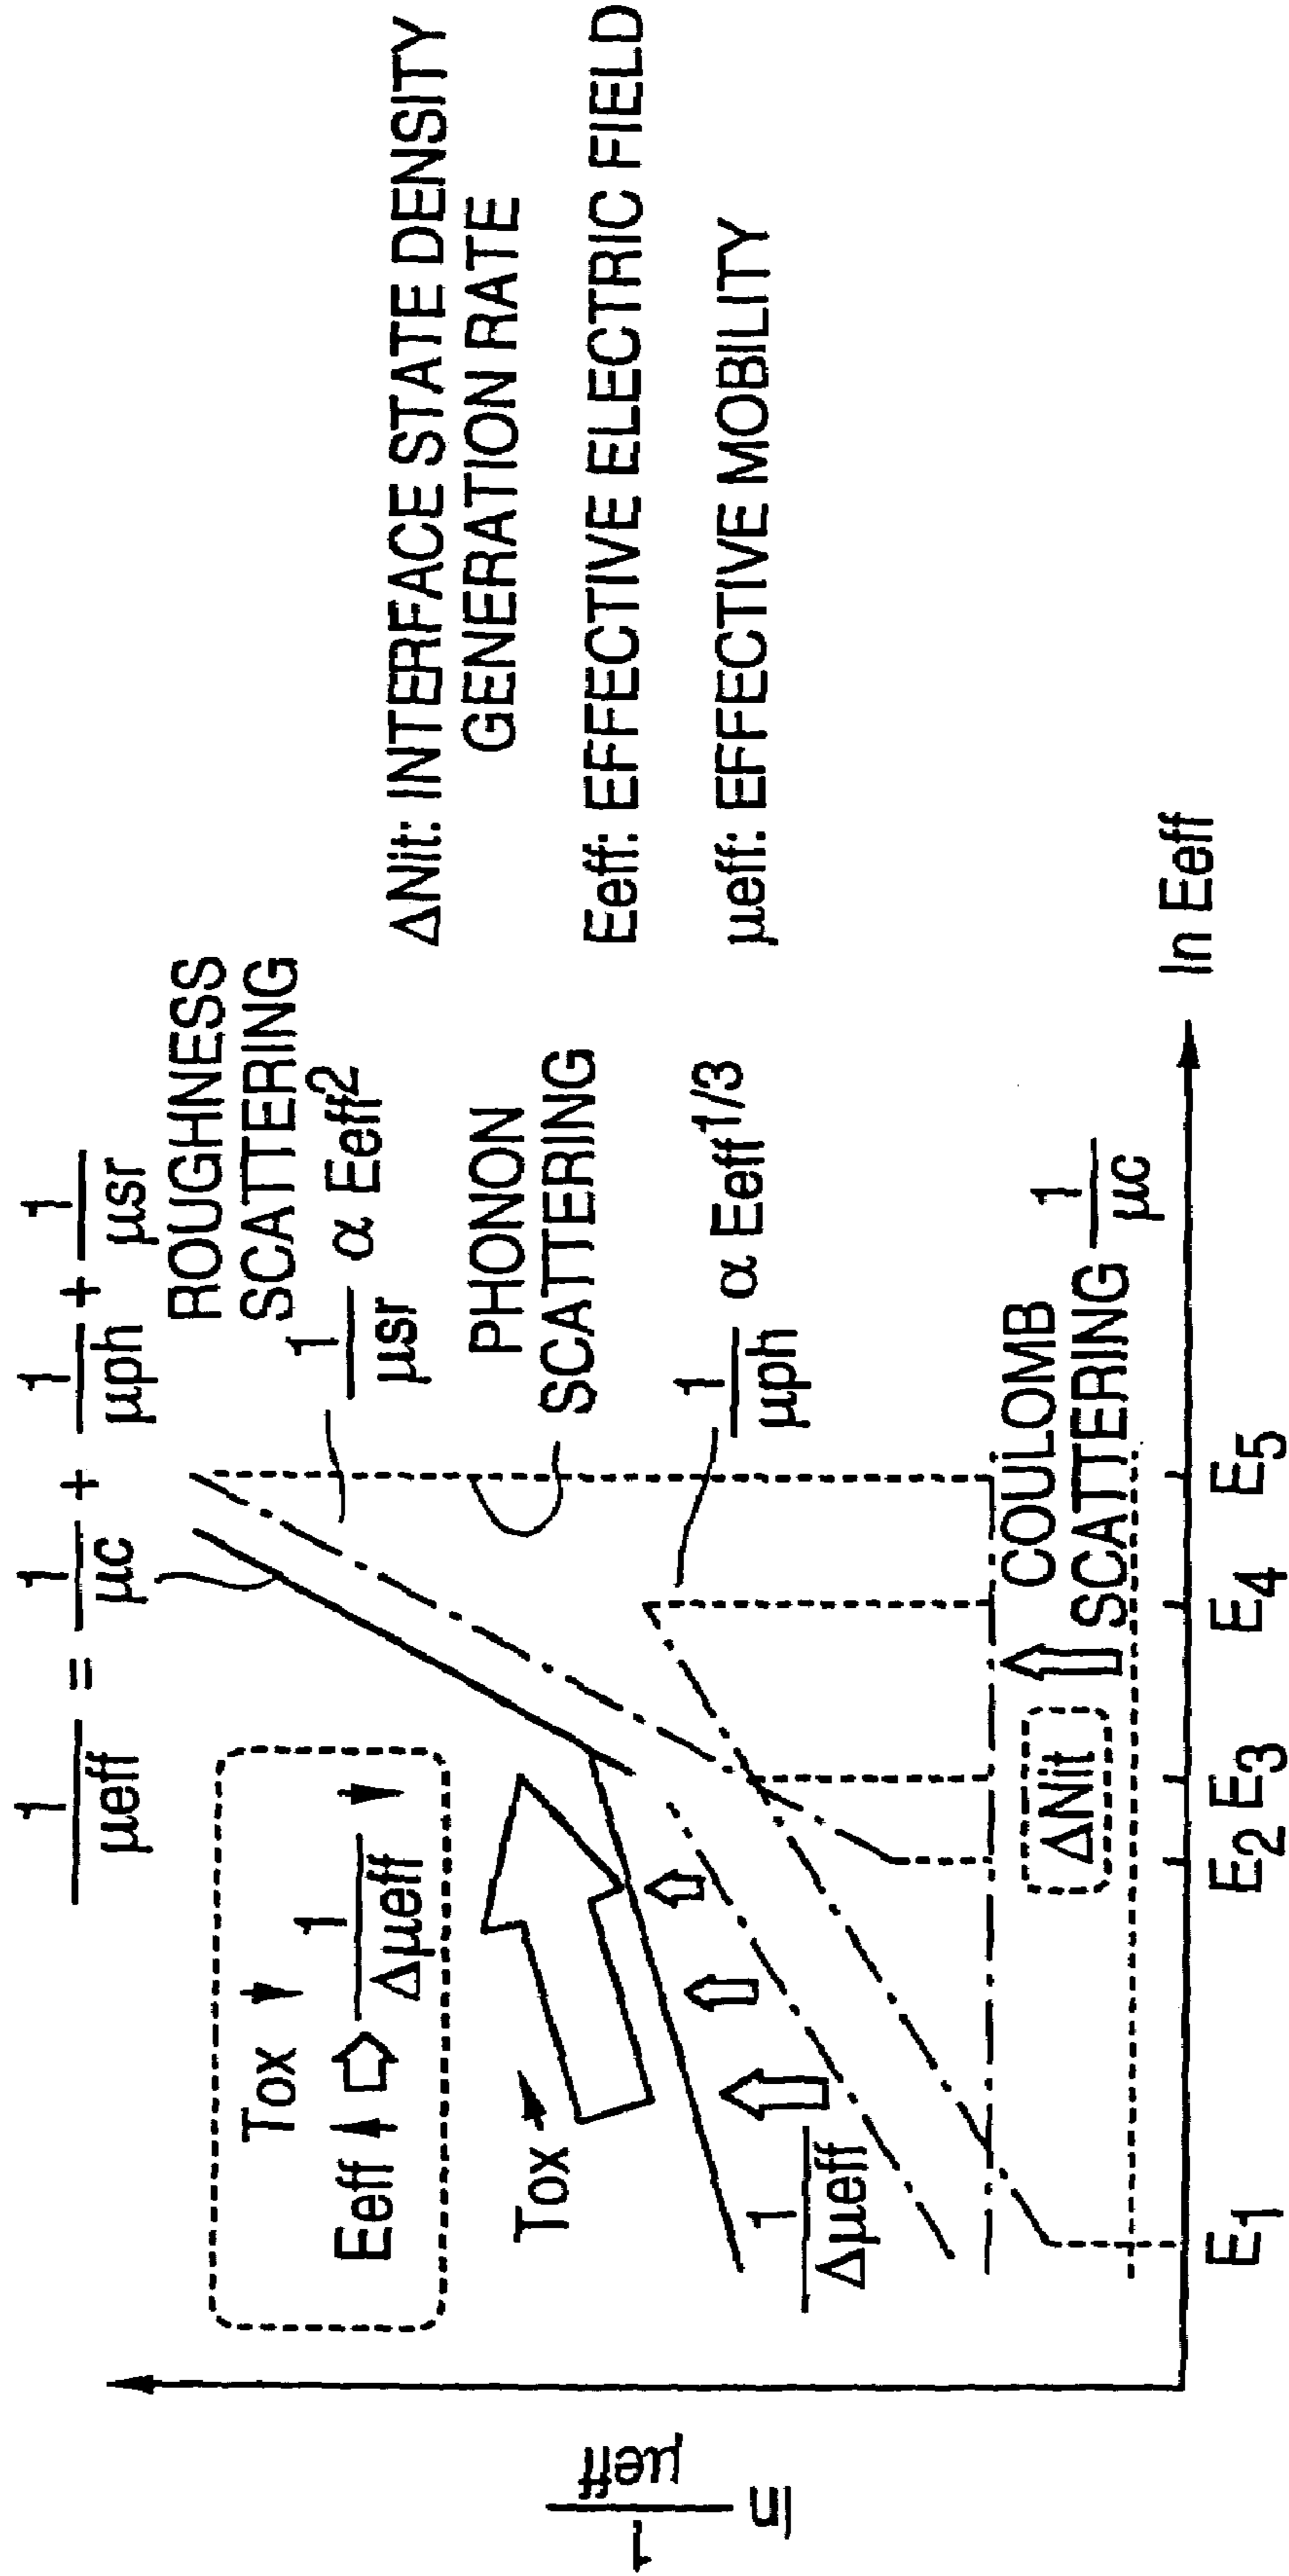 1/μeff = 1/μc + 1/μph + 1/μsr
ROUGHNESS
SCATTERING
1/μsr α Eeff²
PHONON
SCATTERING
1/μph α Eeff^1/3
COULOMB
SCATTERING 1/μc
ΔNit
Tox
Eeff 1/Δμeff
Tox
1/Δμeff
ln 1/μeff
E1 E2 E3 E4 E5
ln Eeff
ΔNit: INTERFACE STATE DENSITY
GENERATION RATE
Eeff: EFFECTIVE ELECTRIC FIELD
μeff: EFFECTIVE MOBILITY